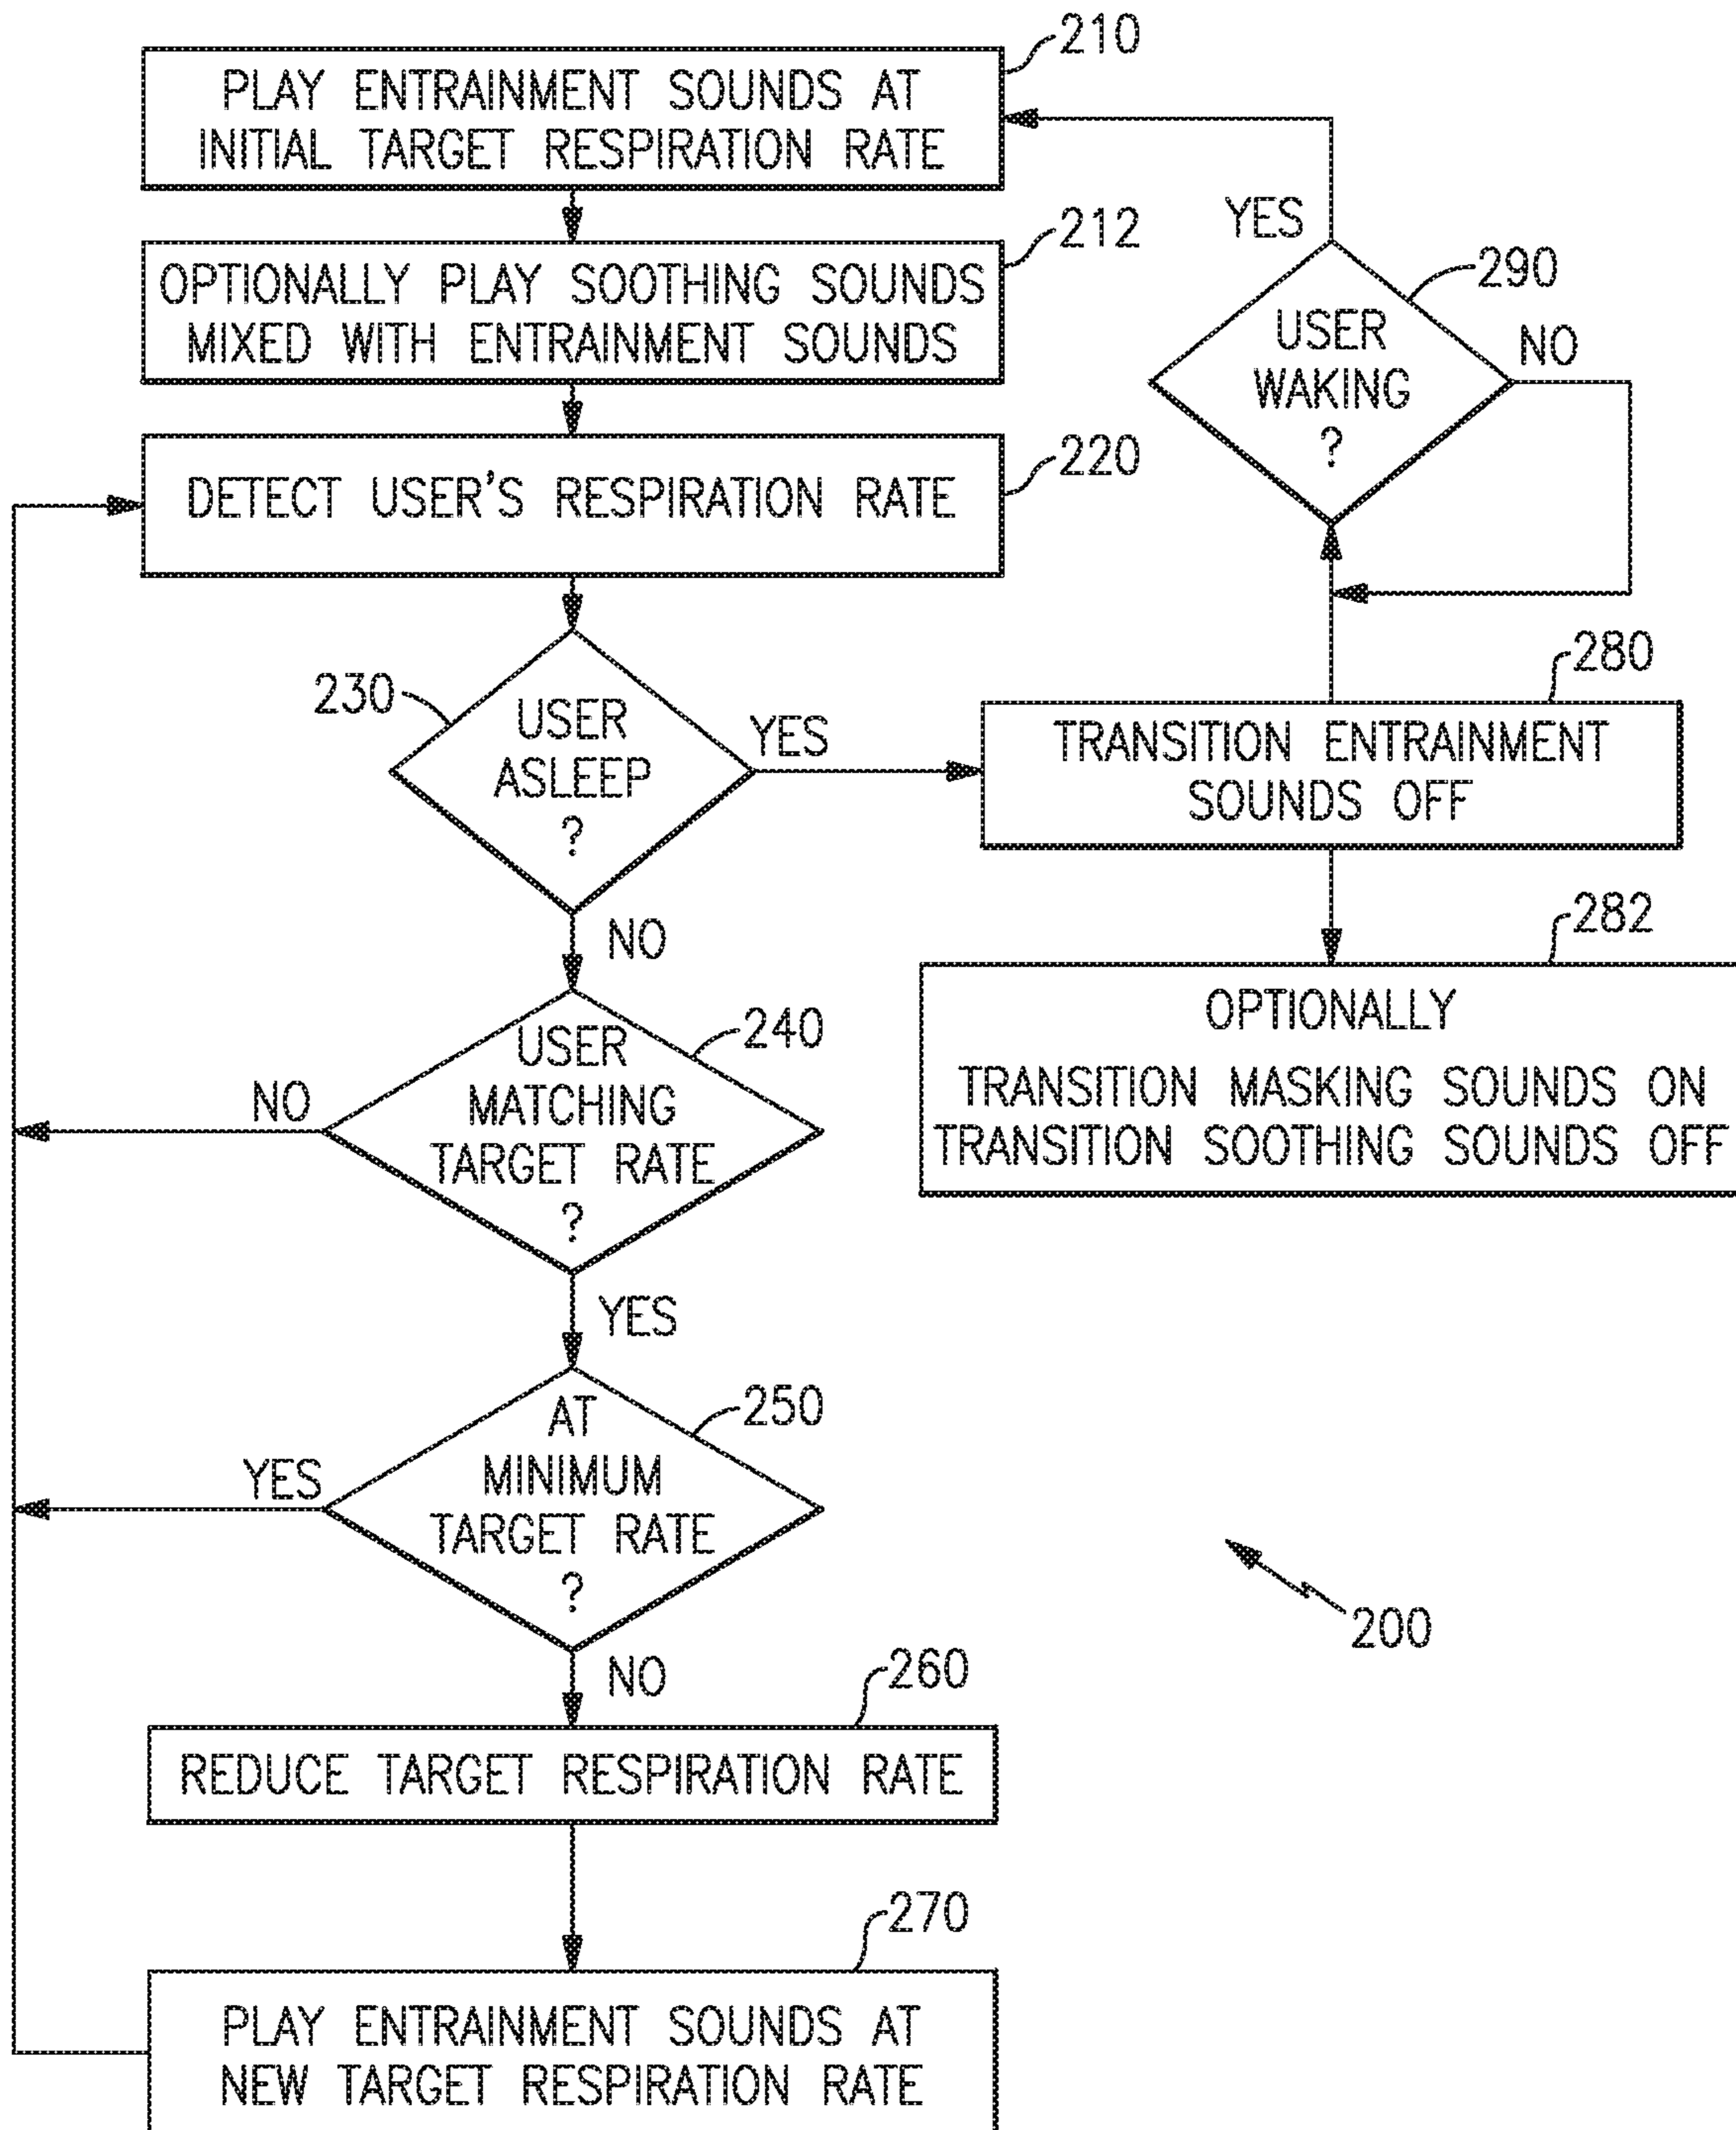 210
PLAY ENTRAINMENT SOUNDS AT
INITIAL TARGET RESPIRATION RATE
212
OPTIONALLY PLAY SOOTHING SOUNDS
MIXED WITH ENTRAINMENT SOUNDS
220
DETECT USER'S RESPIRATION RATE
230
USER
ASLEEP
?
YES
NO
240
USER
MATCHING
TARGET RATE
?
NO
YES
250
AT
MINIMUM
TARGET RATE
?
YES
NO
260
REDUCE TARGET RESPIRATION RATE
270
PLAY ENTRAINMENT SOUNDS AT
NEW TARGET RESPIRATION RATE
YES
290
USER
WAKING
?
NO
280
TRANSITION ENTRAINMENT
SOUNDS OFF
282
OPTIONALLY
TRANSITION MASKING SOUNDS ON
TRANSITION SOOTHING SOUNDS OFF
200